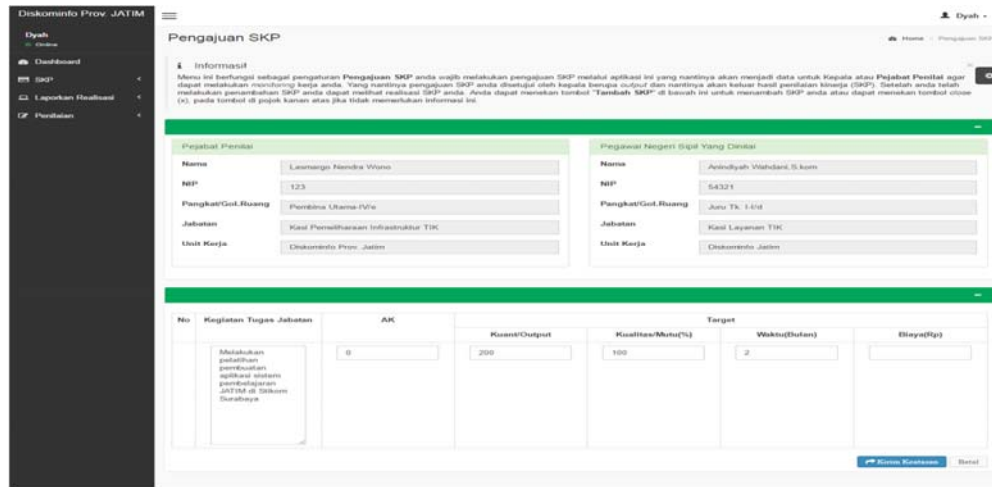 Diskominfo Prov. JATIM
Dyah
Dyah
Online
Pengajuan SKP
Home / Pengajuan SKP
Dashboard
SKP
Laporkan Realisasi
Penilaian
Informasi!
Menu ini berfungsi sebagai pengaturan Pengajuan SKP anda wajib melakukan pengajuan SKP melalui aplikasi ini yang nantinya akan menjadi data untuk Kepala atau Pejabat Penilai agar
dapat melakukan monitoring kerja anda. Yang nantinya pengajuan SKP anda disetujui oleh kepala berupa output dan nantinya akan keluar hasil penilaian kinerja (SKP). Setelah anda telah
melakukan penambahan SKP anda dapat melihat realisasi SKP anda. Anda dapat menekan tombol "Tambah SKP" di bawah ini untuk menambah SKP anda atau dapat menekan tombol close
(x), pada tombol di pojok kanan atas jika tidak memerlukan informasi ini.
Pejabat Penilai
Nama Lasmargo Nendra Wono
NIP 123
Pangkat/Gol.Ruang Pembina Utama-IV/e
Jabatan Kasi Pemeliharaan Infrastruktur TIK
Unit Kerja Diskominfo Prov. Jatim
Pegawai Negeri Sipil Yang Dinilai
Nama Anindiyah Wahdani,S.kom
NIP 54321
Pangkat/Gol.Ruang Juru Tk. I-I/d
Jabatan Kasi Layanan TIK
Unit Kerja Diskominfo Jatim
No Kegiatan Tugas Jabatan AK Target
Kuant/Output Kualitas/Mutu(%) Waktu(Bulan) Biaya(Rp)
Melakukan 0 200 100 2
pelatihan
pembuatan
aplikasi sistem
pembelajaran
JATIM di Stikom
Surabaya
Kirim Keatasan Batal